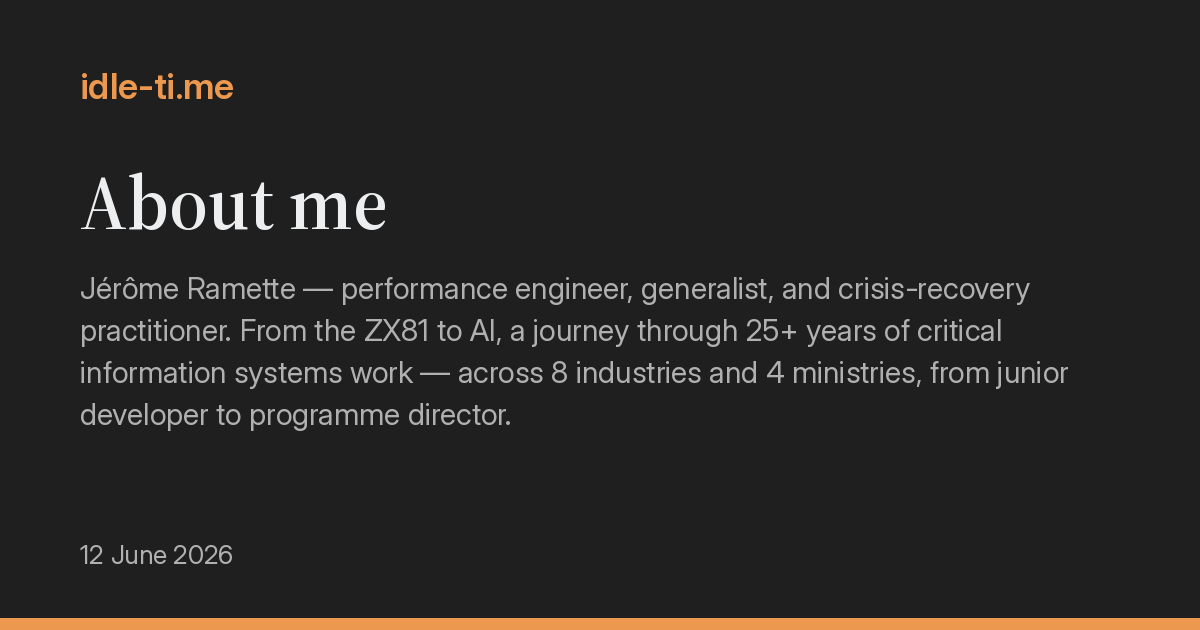 idle-ti.me
About me
Jérôme Ramette — performance engineer, generalist, and crisis-recovery
practitioner. From the ZX81 to AI, a journey through 25+ years of critical
information systems work — across 8 industries and 4 ministries, from junior
developer to programme director.
12 June 2026